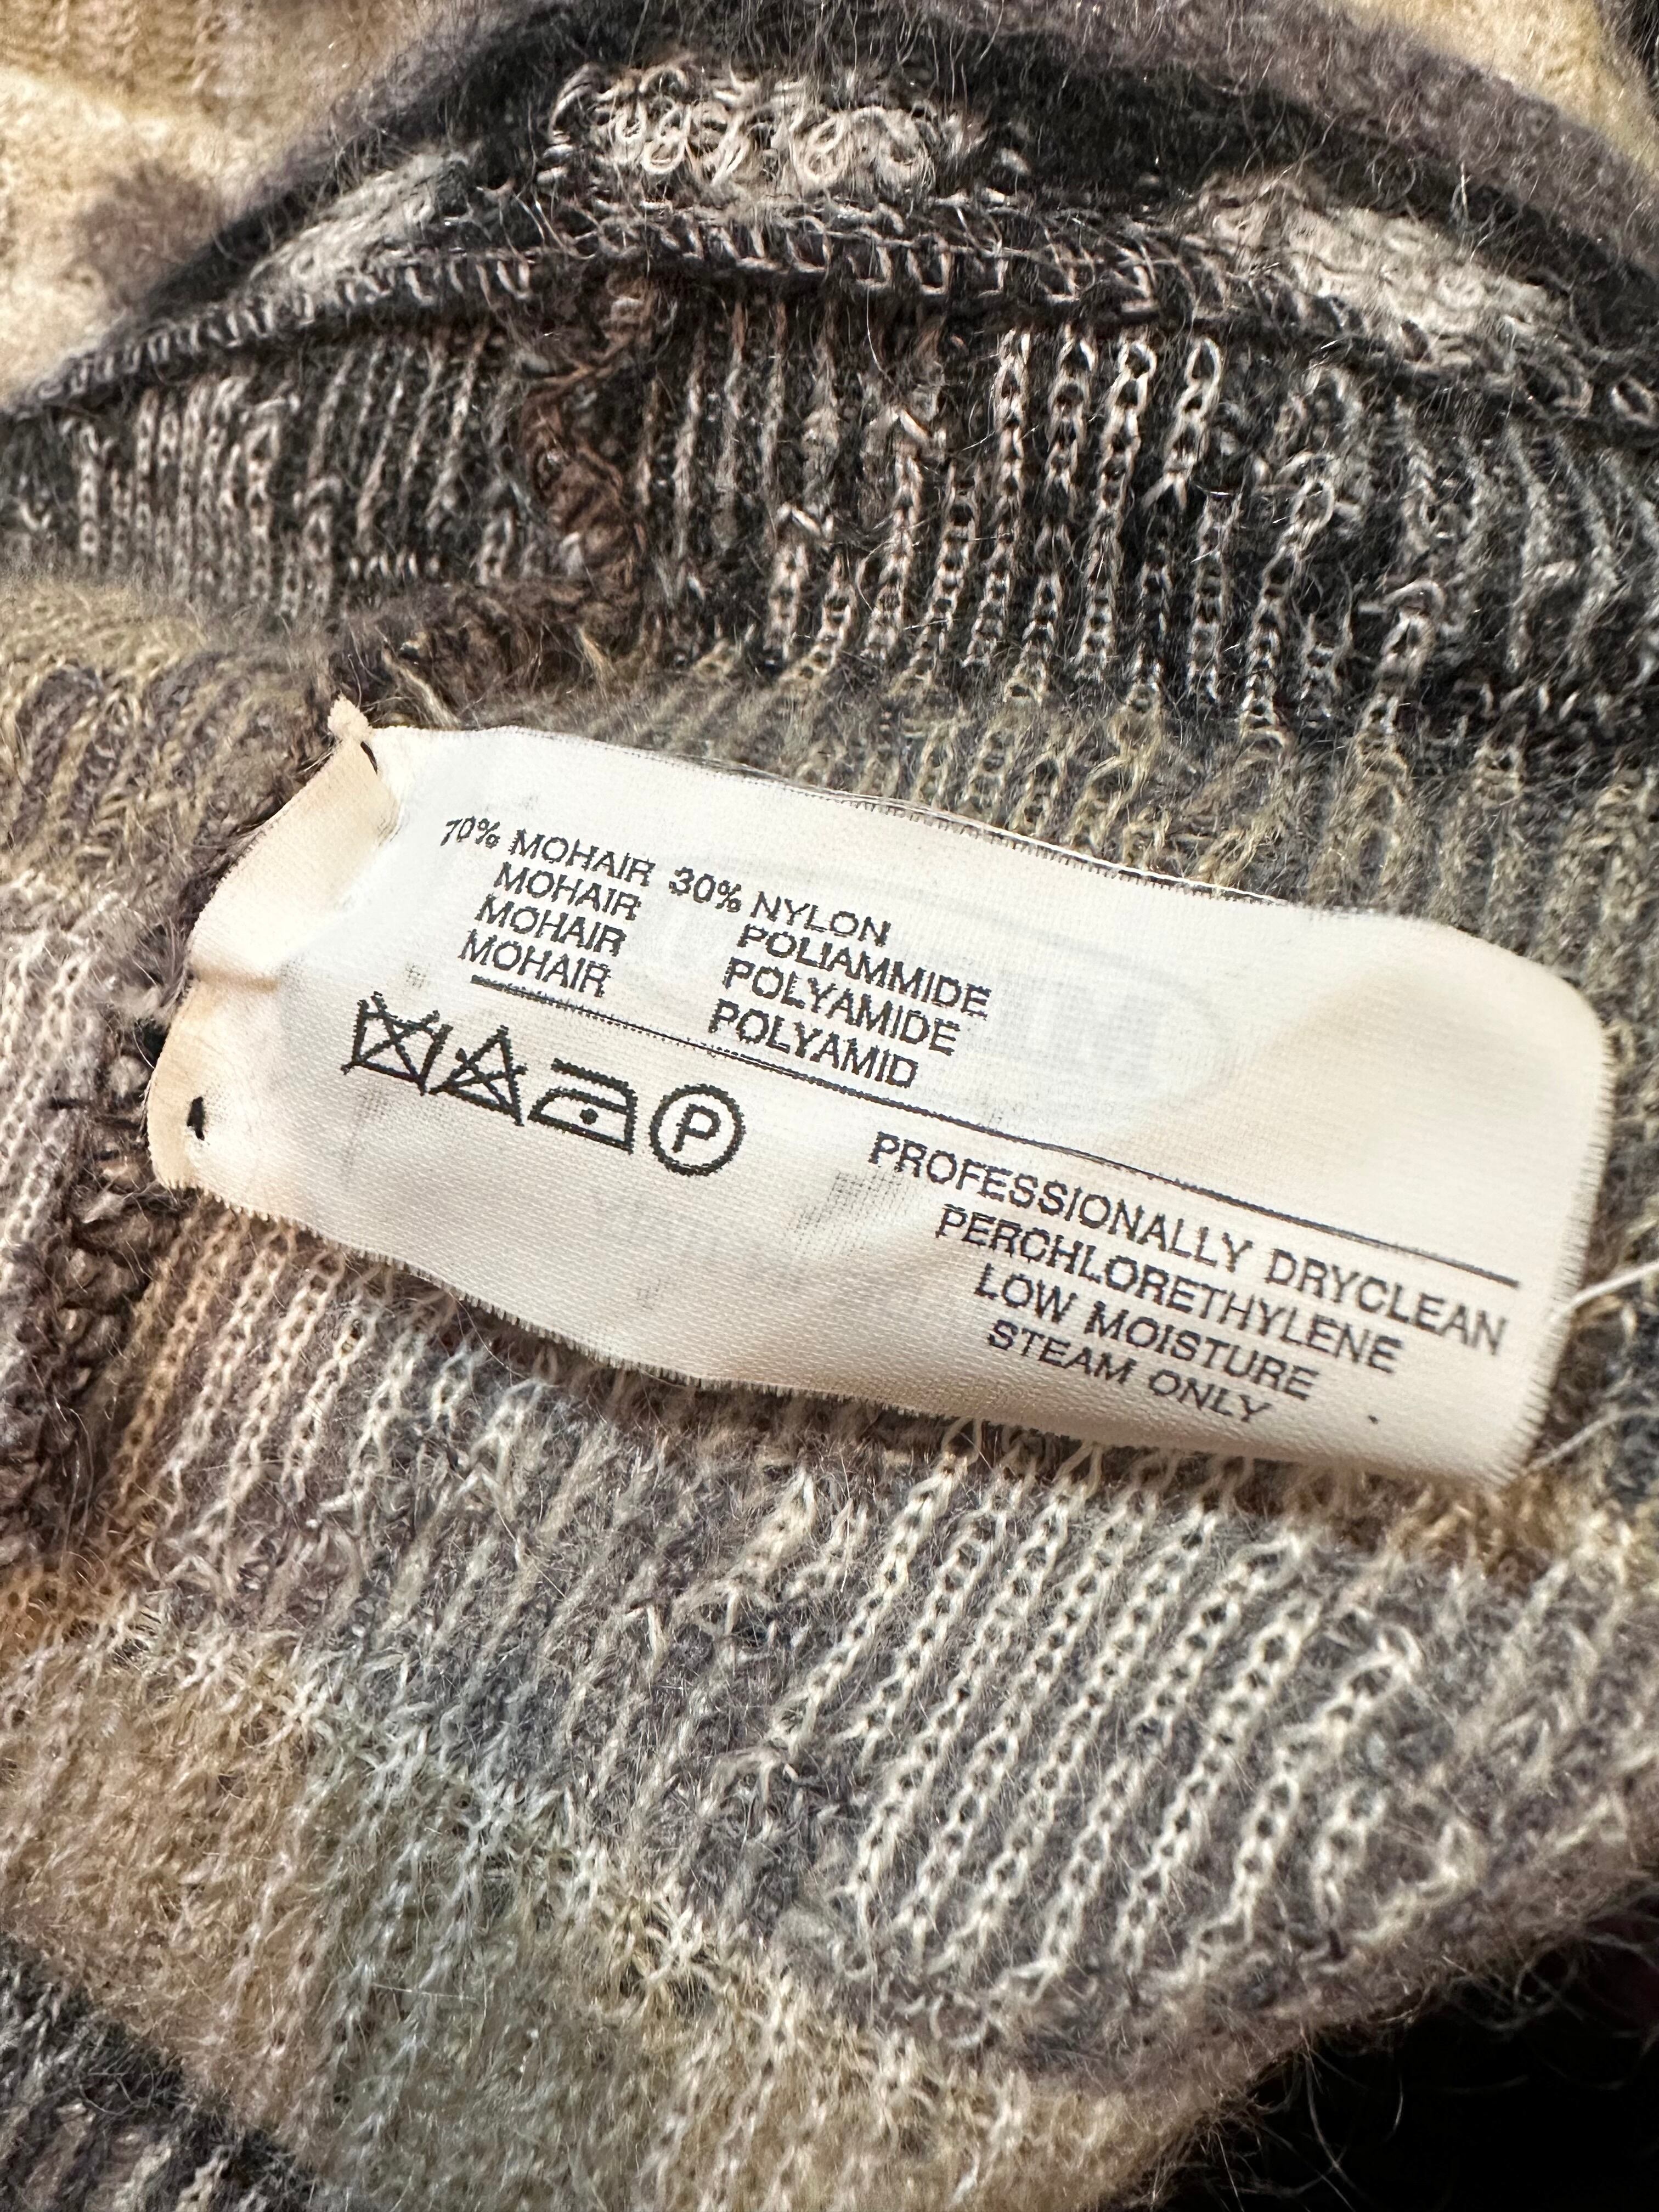 70% MOHAIR 30% NYLON
MOHAIR POLIAMMIDE
MOHAIR POLYAMIDE
MOHAIR POLYAMID
P
PROFESSIONALLY DRYCLEAN
PERCHLORETHYLENE
LOW MOISTURE
STEAM ONLY